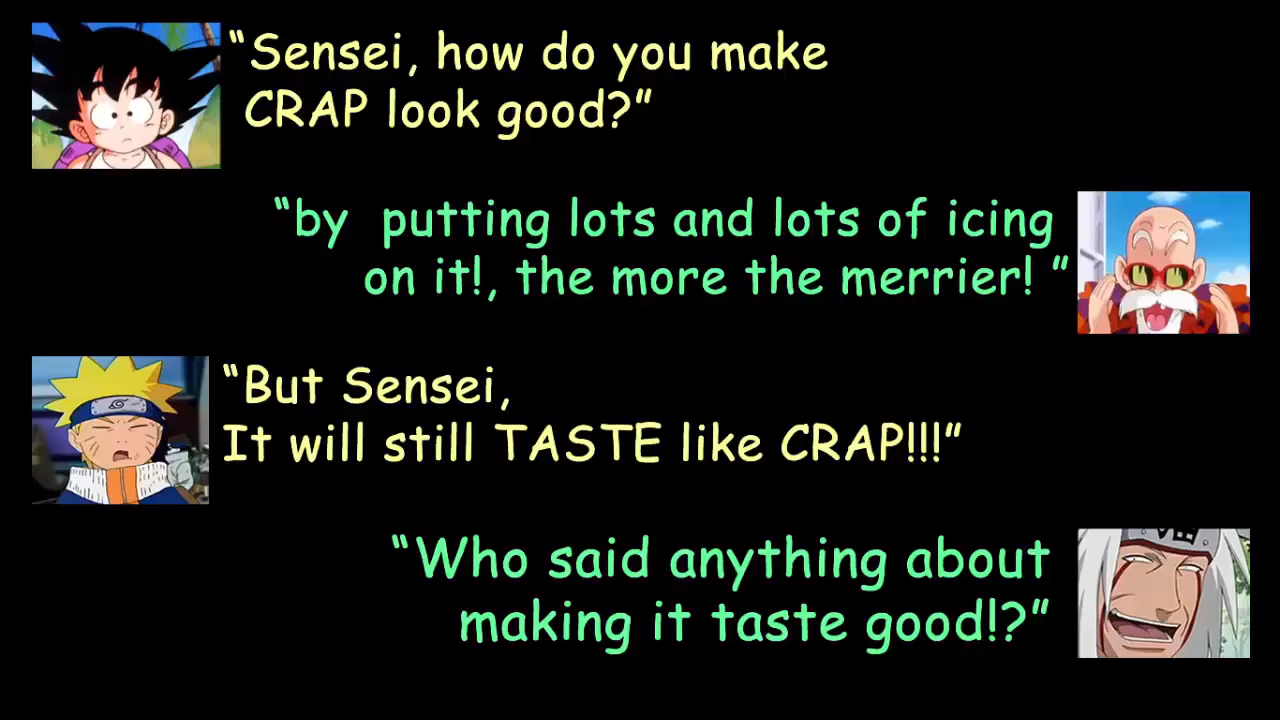 “Sensei, how do you make
CRAP look good?”
“by putting lots and lots of icing
on it!, the more the merrier! ”
“But Sensei,
It will still TASTE like CRAP!!!”
“Who said anything about
making it taste good!?”